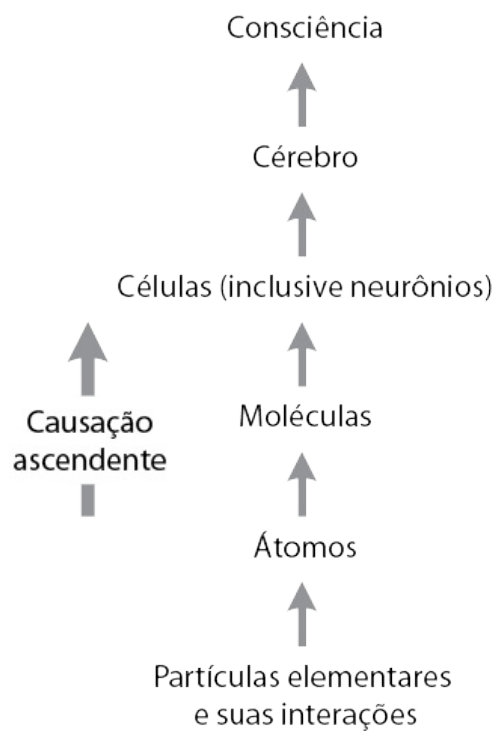 Consciência
Cérebro
Células (inclusive neurônios)
Causação
ascendente
Moléculas
Átomos
Partículas elementares
e suas interações